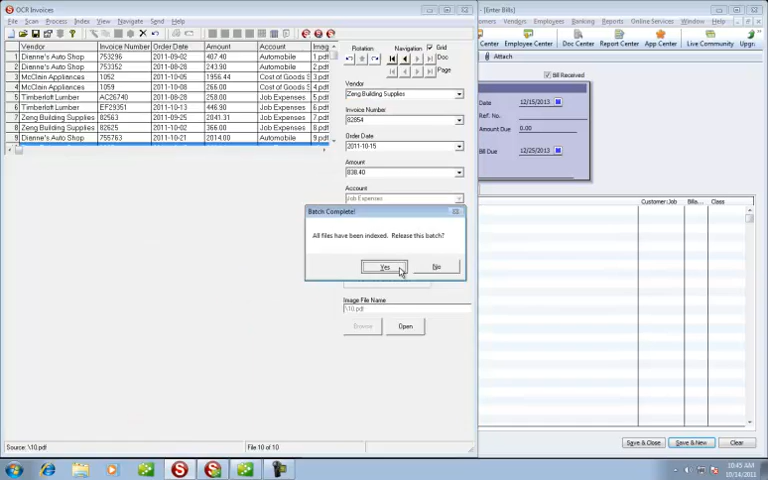 OCR Invoices
File Scan Process Index View Navigate Send Help
Vendor Invoice Number Order Date Amount Account Imag
1 Dianne's Auto Shop 753296 2011-09-02 407.40 Automobile 1.pdf
2 Dianne's Auto Shop 753352 2011-10-28 243.90 Automobile 2.pdf
3 McClain Appliances 1052 2011-09-05 1956.44 Cost of Goods S 3.pdf
4 McClain Appliances 1059 2011-10-08 266.00 Cost of Goods S 4.pdf
5 Timberloft Lumber AC26740 2011-08-28 258.00 Job Expenses 5.pdf
6 Timberloft Lumber EF29351 2011-10-13 446.90 Job Expenses 6.pdf
7 Zeng Building Supplies 82563 2011-09-25 2041.31 Job Expenses 7.pdf
8 Zeng Building Supplies 82625 2011-10-02 366.00 Job Expenses 8.pdf
9 Dienne's Auto Shop 755763 2011-10-21 2014.00 Automobile 9.pdf
Rotation Navigation Grid
Doc
Page
Vendor
Zeng Building Supplies
Invoice Number
82854
Order Date
2011-10-15
Amount
838.40
Account
Job Expenses
Batch Complete!
All files have been indexed. Release this batch?
Yes No
Image File Name
\10.pdf
Browse Open
Source: \10.pdf File 10 of 10
[Enter Bills]
Vendors Employees Banking Reports Online Services Window Help
Center Employee Center Doc Center Report Center App Center Live Community Upgr
Attach
Bill Received
Date 12/15/2013
Ref. No.
Amount Due 0.00
Bill Due 12/25/2013
Customer:Job Billa... Class
Save & Close Save & New Clear
10:45 AM
10/14/2011